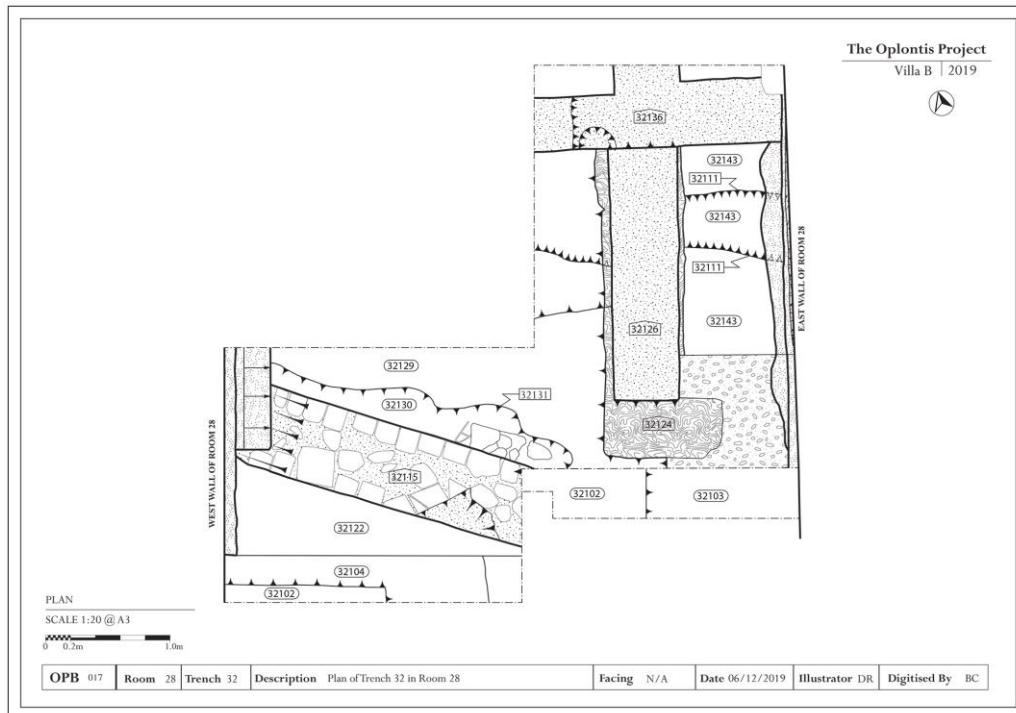 The Oplontis Project
Villa B | 2019
32136
32143
32111
32143
32111
32143
32126
EAST WALL OF ROOM 28
32129
32130
32131
32124
WEST WALL OF ROOM 28
32115
32102
32103
32122
32104
32102
PLAN
SCALE 1:20 @ A3
0 0.2m 1.0m
OPB 017 Room 28 Trench 32 Description Plan of Trench 32 in Room 28 Facing N/A Date 06/12/2019 Illustrator DR Digitised By BC